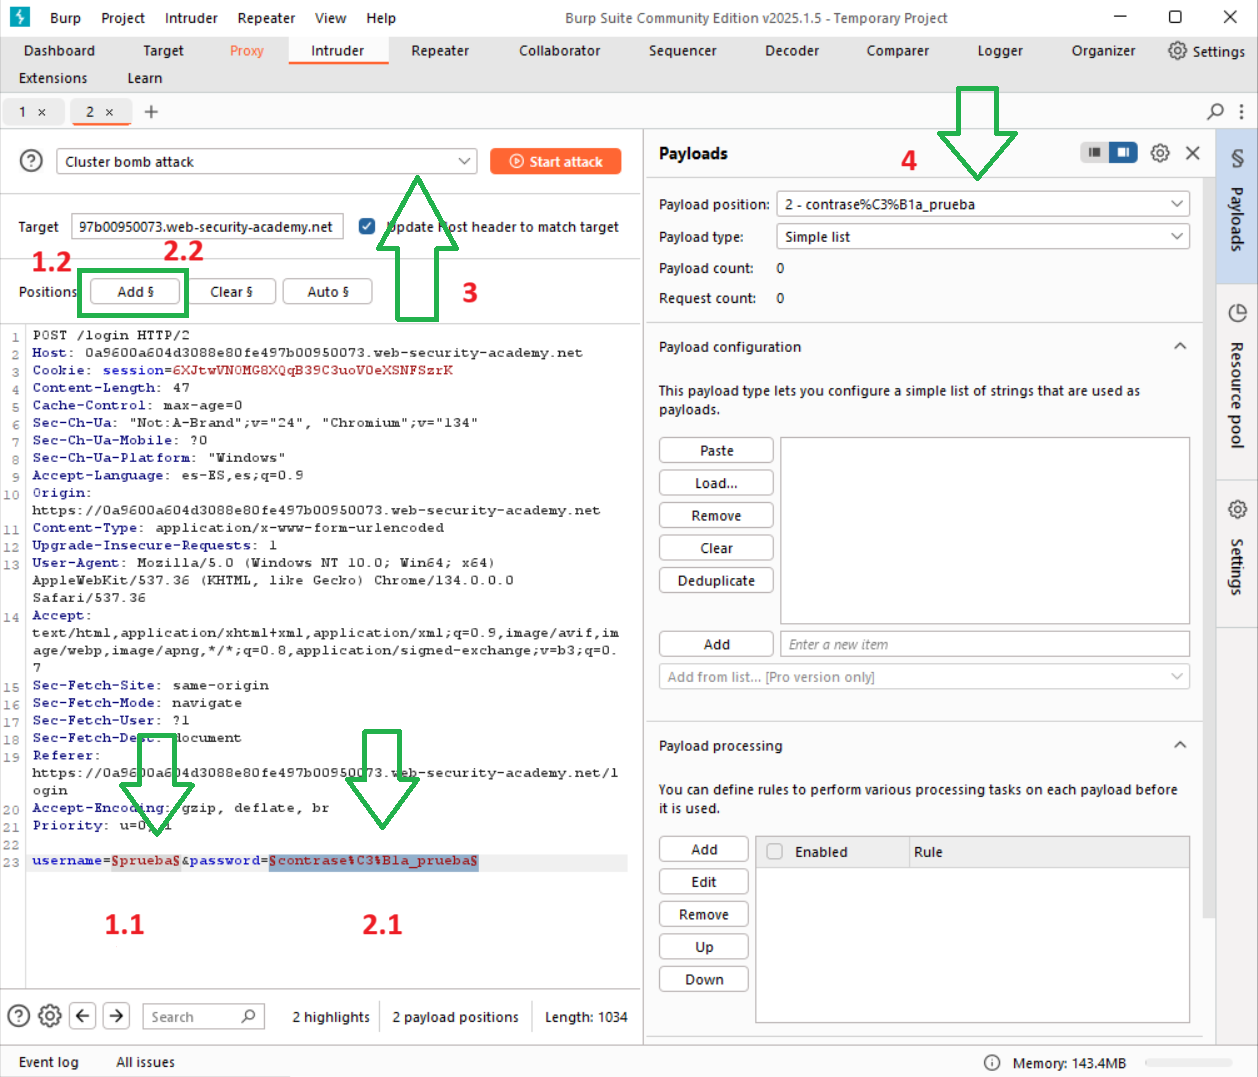 Burp Project Intruder Repeater View Help Burp Suite Community Edition v2025.1.5 - Temporary Project
Dashboard Target Proxy Intruder Repeater Collaborator Sequencer Decoder Comparer Logger Organizer Settings
Extensions Learn
1 × 2 × +
Cluster bomb attack Start attack
Target 97b00950073.web-security-academy.net Update Host header to match target
1.2 2.2
Positions Add § Clear § Auto §
3
1 POST /login HTTP/2
2 Host: 0a9600a604d3088e80fe497b00950073.web-security-academy.net
3 Cookie: session=6XJtwVN0MG8XQqB39C3uoV0eXSNFSzrK
4 Content-Length: 47
5 Cache-Control: max-age=0
6 Sec-Ch-Ua: "Not:A-Brand";v="24", "Chromium";v="134"
7 Sec-Ch-Ua-Mobile: ?0
8 Sec-Ch-Ua-Platform: "Windows"
9 Accept-Language: es-ES,es;q=0.9
10 Origin:
https://0a9600a604d3088e80fe497b00950073.web-security-academy.net
11 Content-Type: application/x-www-form-urlencoded
12 Upgrade-Insecure-Requests: 1
13 User-Agent: Mozilla/5.0 (Windows NT 10.0; Win64; x64)
AppleWebKit/537.36 (KHTML, like Gecko) Chrome/134.0.0.0
Safari/537.36
14 Accept:
text/html,application/xhtml+xml,application/xml;q=0.9,image/avif,im
age/webp,image/apng,*/*;q=0.8,application/signed-exchange;v=b3;q=0.
7
15 Sec-Fetch-Site: same-origin
16 Sec-Fetch-Mode: navigate
17 Sec-Fetch-User: ?1
18 Sec-Fetch-Dest: document
19 Referer:
https://0a9600a604d3088e80fe497b00950073.web-security-academy.net/l
ogin
20 Accept-Encoding: gzip, deflate, br
21 Priority: u=0, 1
22
23 username=§prueba§&password=§contrase%C3%B1a_prueba§
1.1 2.1
Search 2 highlights 2 payload positions Length: 1034
Payloads
4
Payload position: 2 - contrase%C3%B1a_prueba
Payload type: Simple list
Payload count: 0
Request count: 0
Payload configuration
This payload type lets you configure a simple list of strings that are used as
payloads.
Paste
Load...
Remove
Clear
Deduplicate
Add Enter a new item
Add from list... [Pro version only]
Payload processing
You can define rules to perform various processing tasks on each payload before
it is used.
Add Enabled Rule
Edit
Remove
Up
Down
§ Payloads
Resource pool
Settings
Event log All issues Memory: 143.4MB